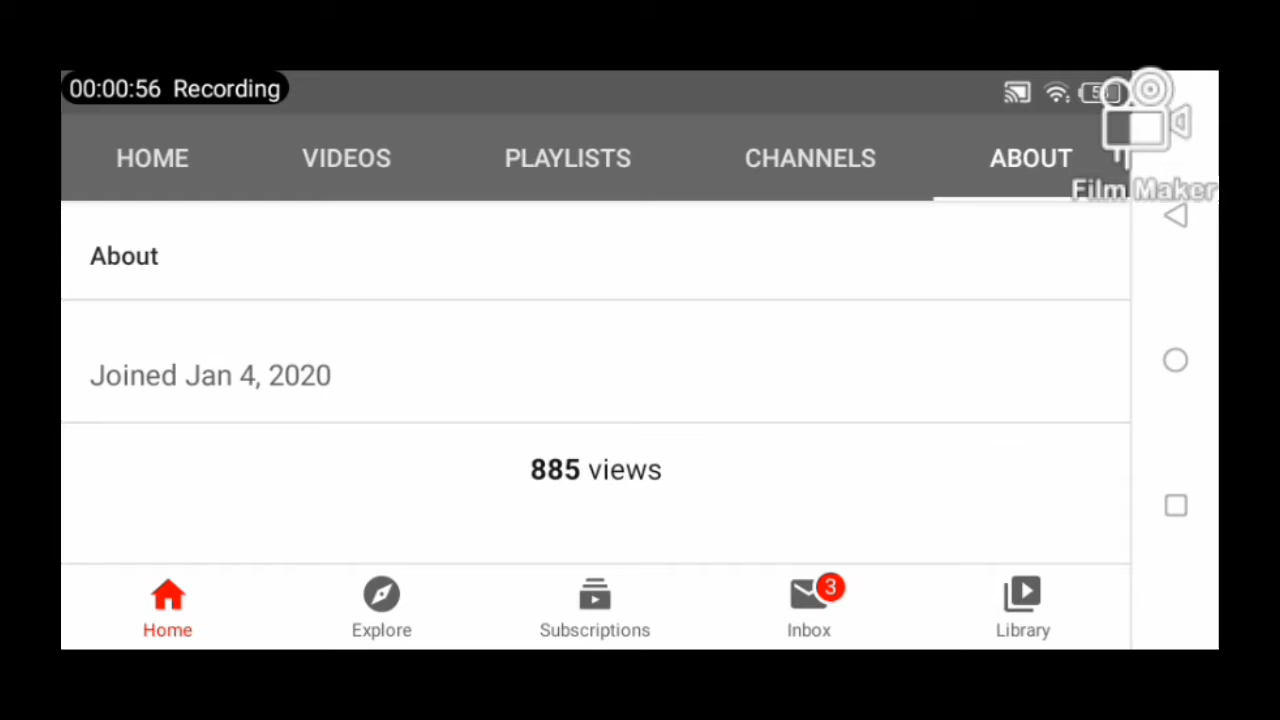 00:00:56 Recording
HOME VIDEOS PLAYLISTS CHANNELS ABOUT
Film Maker
About
Joined Jan 4, 2020
885 views
3
Home Explore Subscriptions Inbox Library